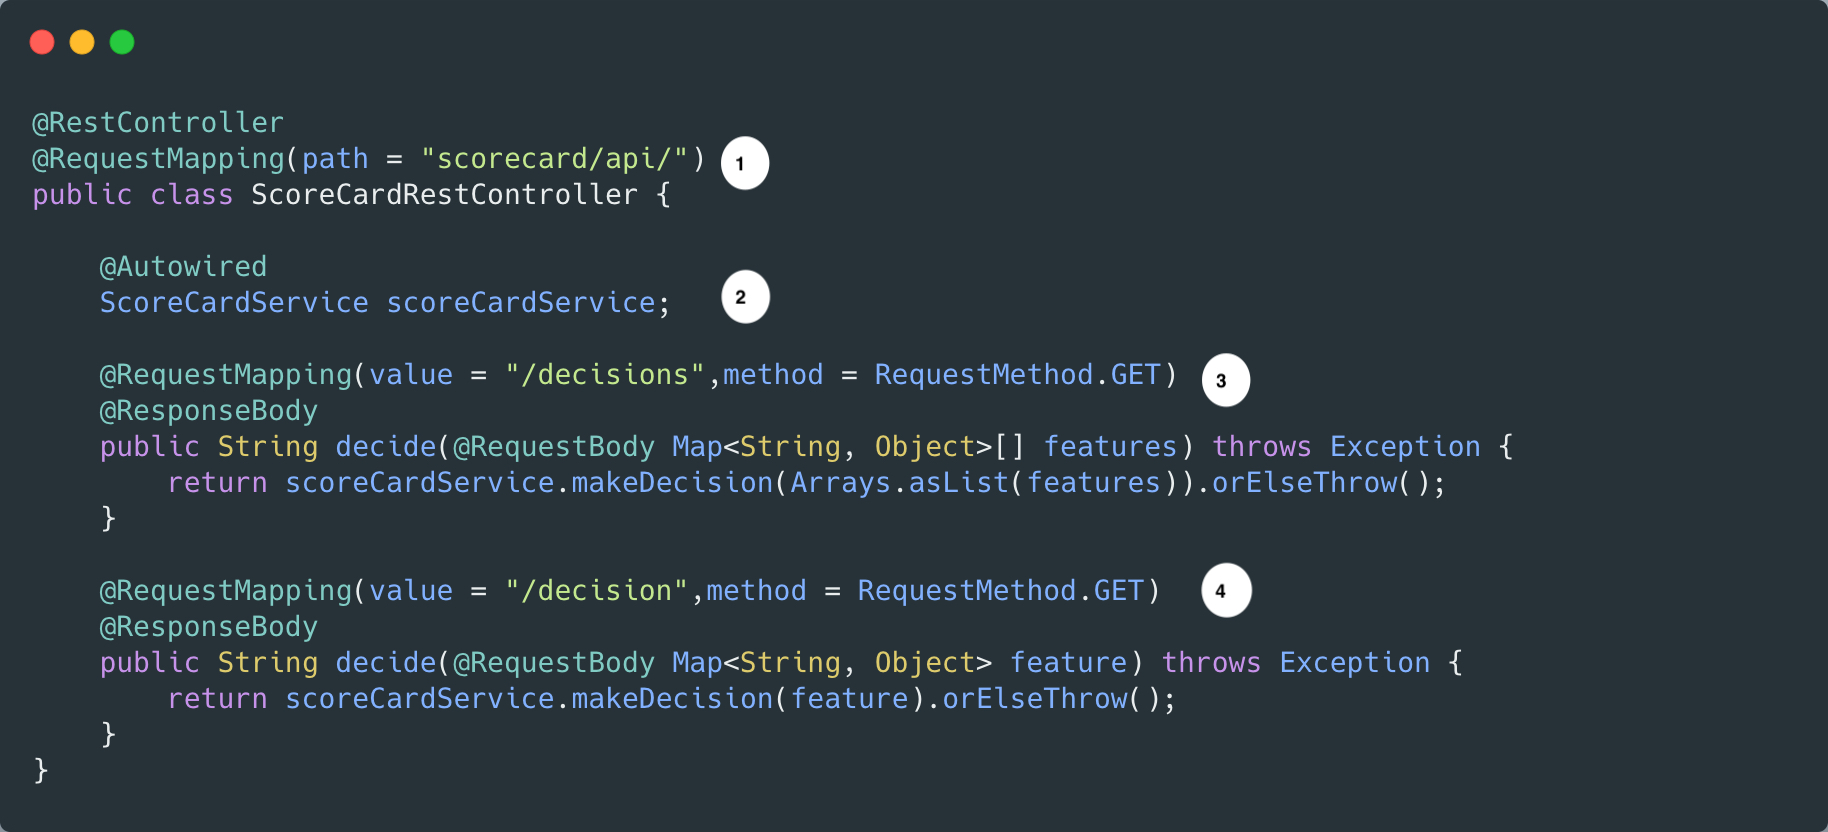 @RestController
@RequestMapping(path = "scorecard/api/") 1
public class ScoreCardRestController {
@Autowired
ScoreCardService scoreCardService; 2
@RequestMapping(value = "/decisions",method = RequestMethod.GET) 3
@ResponseBody
public String decide(@RequestBody Map<String, Object>[] features) throws Exception {
return scoreCardService.makeDecision(Arrays.asList(features)).orElseThrow();
}
@RequestMapping(value = "/decision",method = RequestMethod.GET) 4
@ResponseBody
public String decide(@RequestBody Map<String, Object> feature) throws Exception {
return scoreCardService.makeDecision(feature).orElseThrow();
}
}